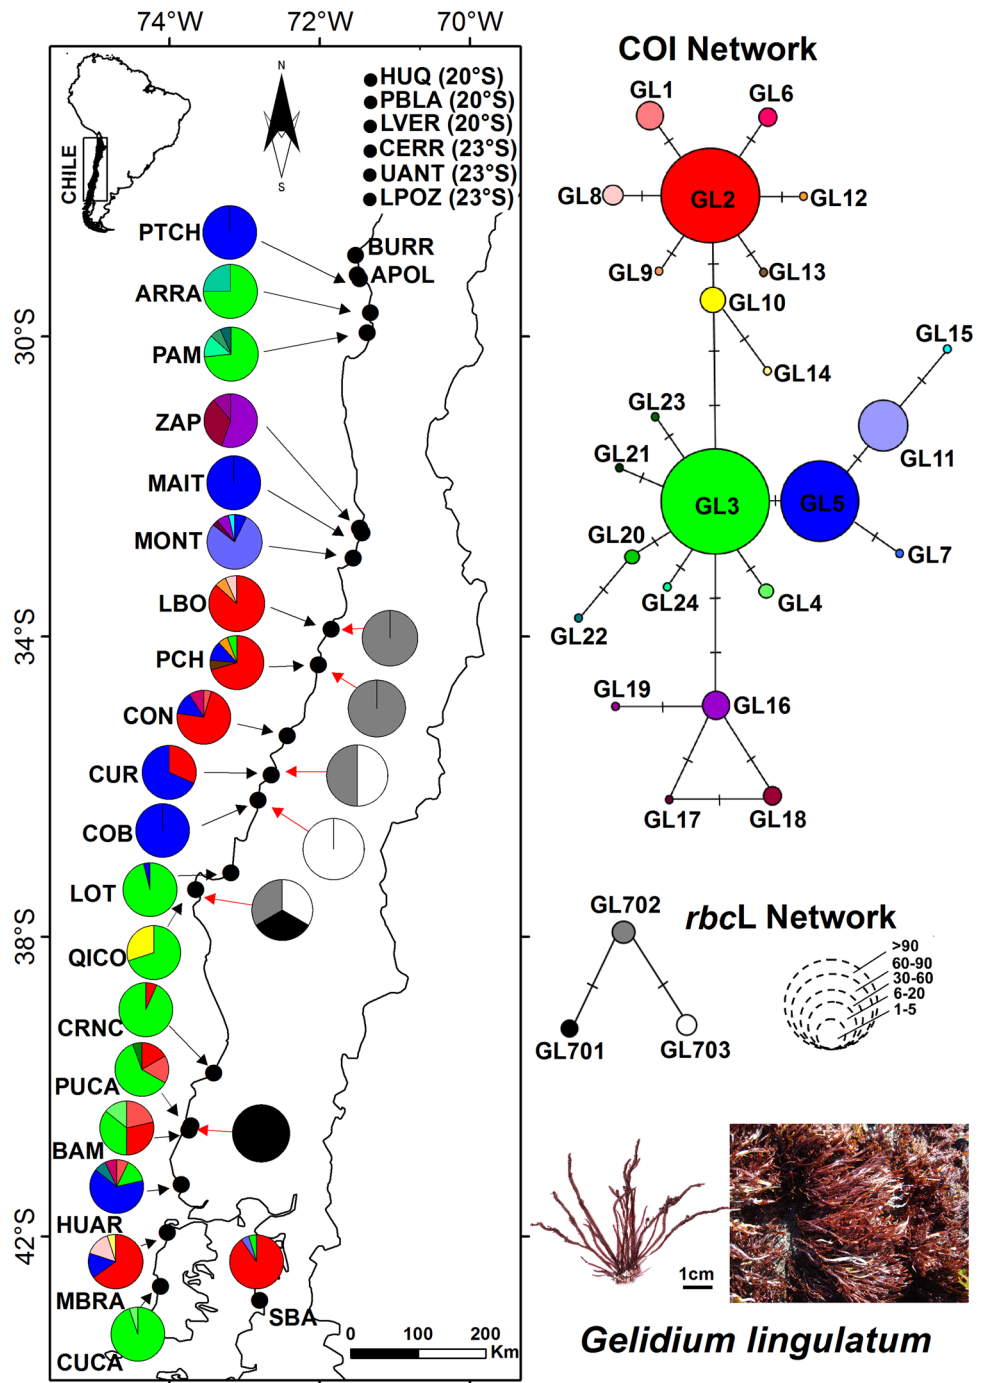 74°W
72°W
70°W
30°S
34°S
38°S
42°S
CHILE
N
S
HUQ (20°S)
PBLA (20°S)
LVER (20°S)
CERR (23°S)
UANT (23°S)
LPOZ (23°S)
BURR
APOL
PTCH
ARRA
PAM
ZAP
MAIT
MONT
LBO
PCH
CON
CUR
COB
LOT
QICO
CRNC
PUCA
BAM
HUAR
MBRA
CUCA
SBA
0 100 200
Km
COI Network
GL1
GL6
GL8
GL2
GL12
GL9
GL13
GL10
GL14
GL15
GL23
GL11
GL21
GL3
GL5
GL20
GL7
GL24
GL4
GL22
GL19
GL16
GL17
GL18
rbcL Network
GL702
GL701
GL703
>90
60-90
30-60
6-20
1-5
1cm
Gelidium lingulatum